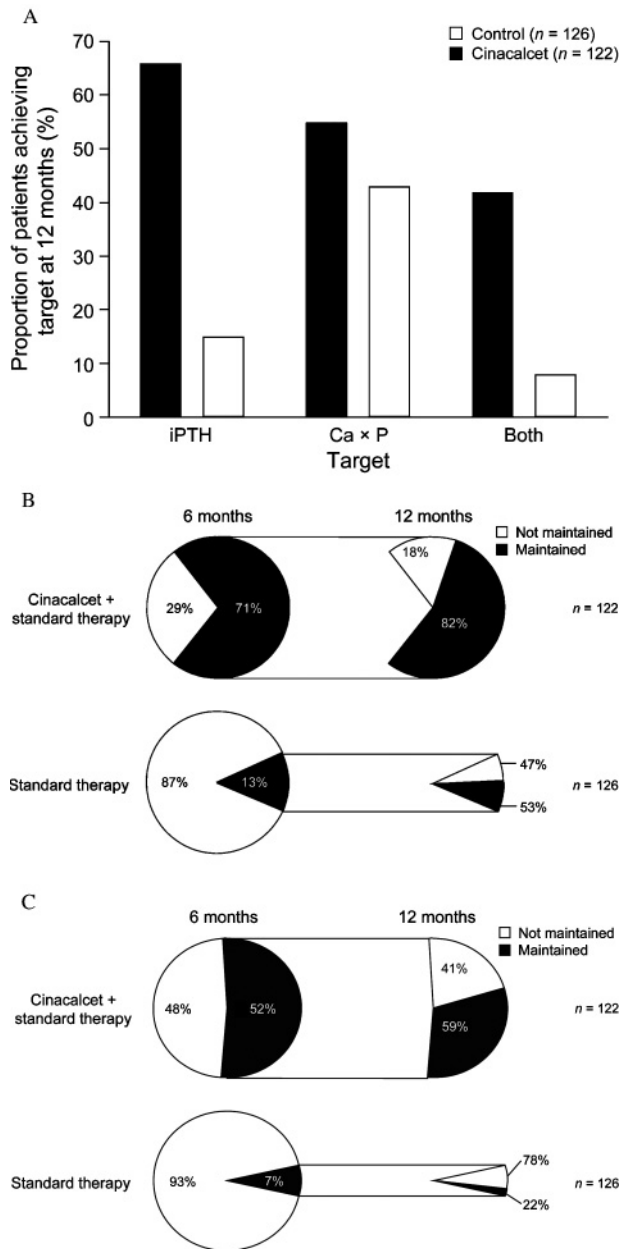 A
Control (n = 126)
Cinacalcet (n = 122)
Proportion of patients achieving
target at 12 months (%)
70
60
50
40
30
20
10
0
iPTH
Ca × P
Both
Target
B
6 months
12 months
Not maintained
Maintained
Cinacalcet +
standard therapy
29%
71%
18%
82%
n = 122
Standard therapy
87%
13%
47%
53%
n = 126
C
6 months
12 months
Not maintained
Maintained
Cinacalcet +
standard therapy
48%
52%
41%
59%
n = 122
Standard therapy
93%
7%
78%
22%
n = 126